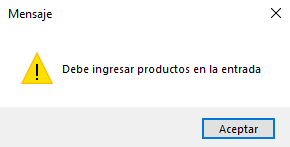 Mensaje
Debe ingresar productos en la entrada
Aceptar